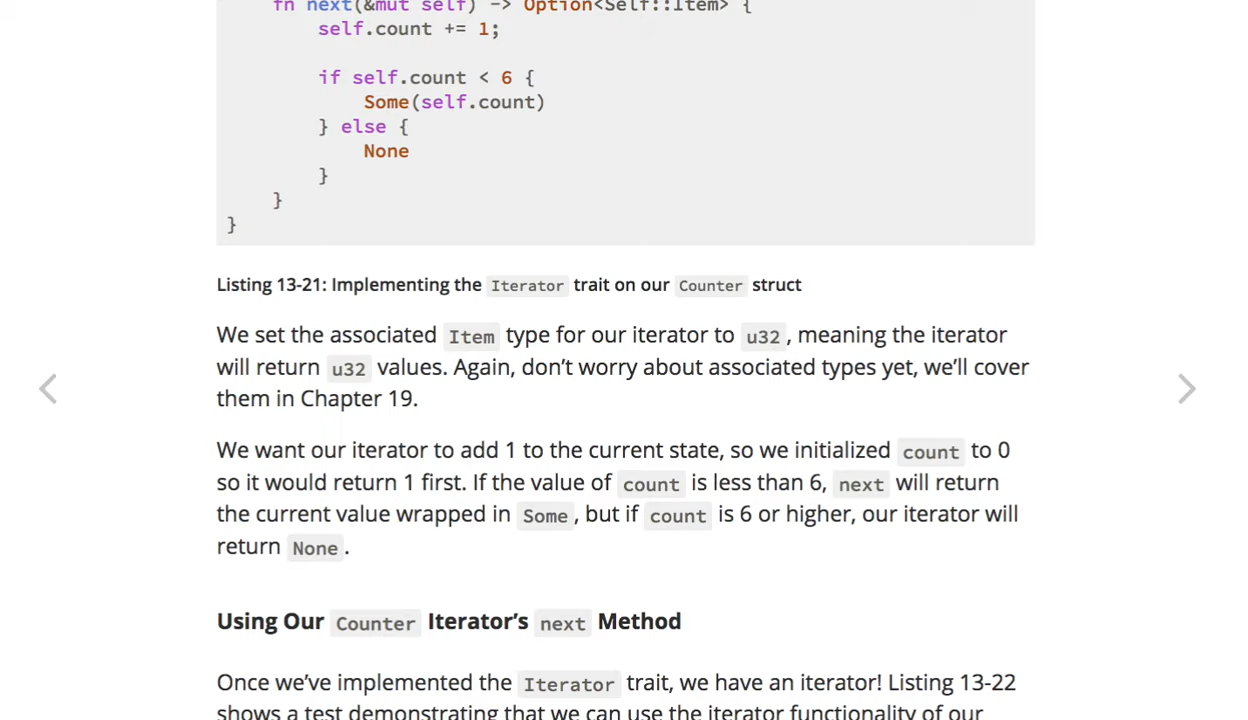 fn next(&mut self) -> Option<Self::Item> {
self.count += 1;
if self.count < 6 {
Some(self.count)
} else {
None
}
}
}
Listing 13-21: Implementing the Iterator trait on our Counter struct
We set the associated Item type for our iterator to u32, meaning the iterator
will return u32 values. Again, don’t worry about associated types yet, we’ll cover
them in Chapter 19.
We want our iterator to add 1 to the current state, so we initialized count to 0
so it would return 1 first. If the value of count is less than 6, next will return
the current value wrapped in Some, but if count is 6 or higher, our iterator will
return None.
Using Our Counter Iterator’s next Method
Once we’ve implemented the Iterator trait, we have an iterator! Listing 13-22
shows a test demonstrating that we can use the iterator functionality of our